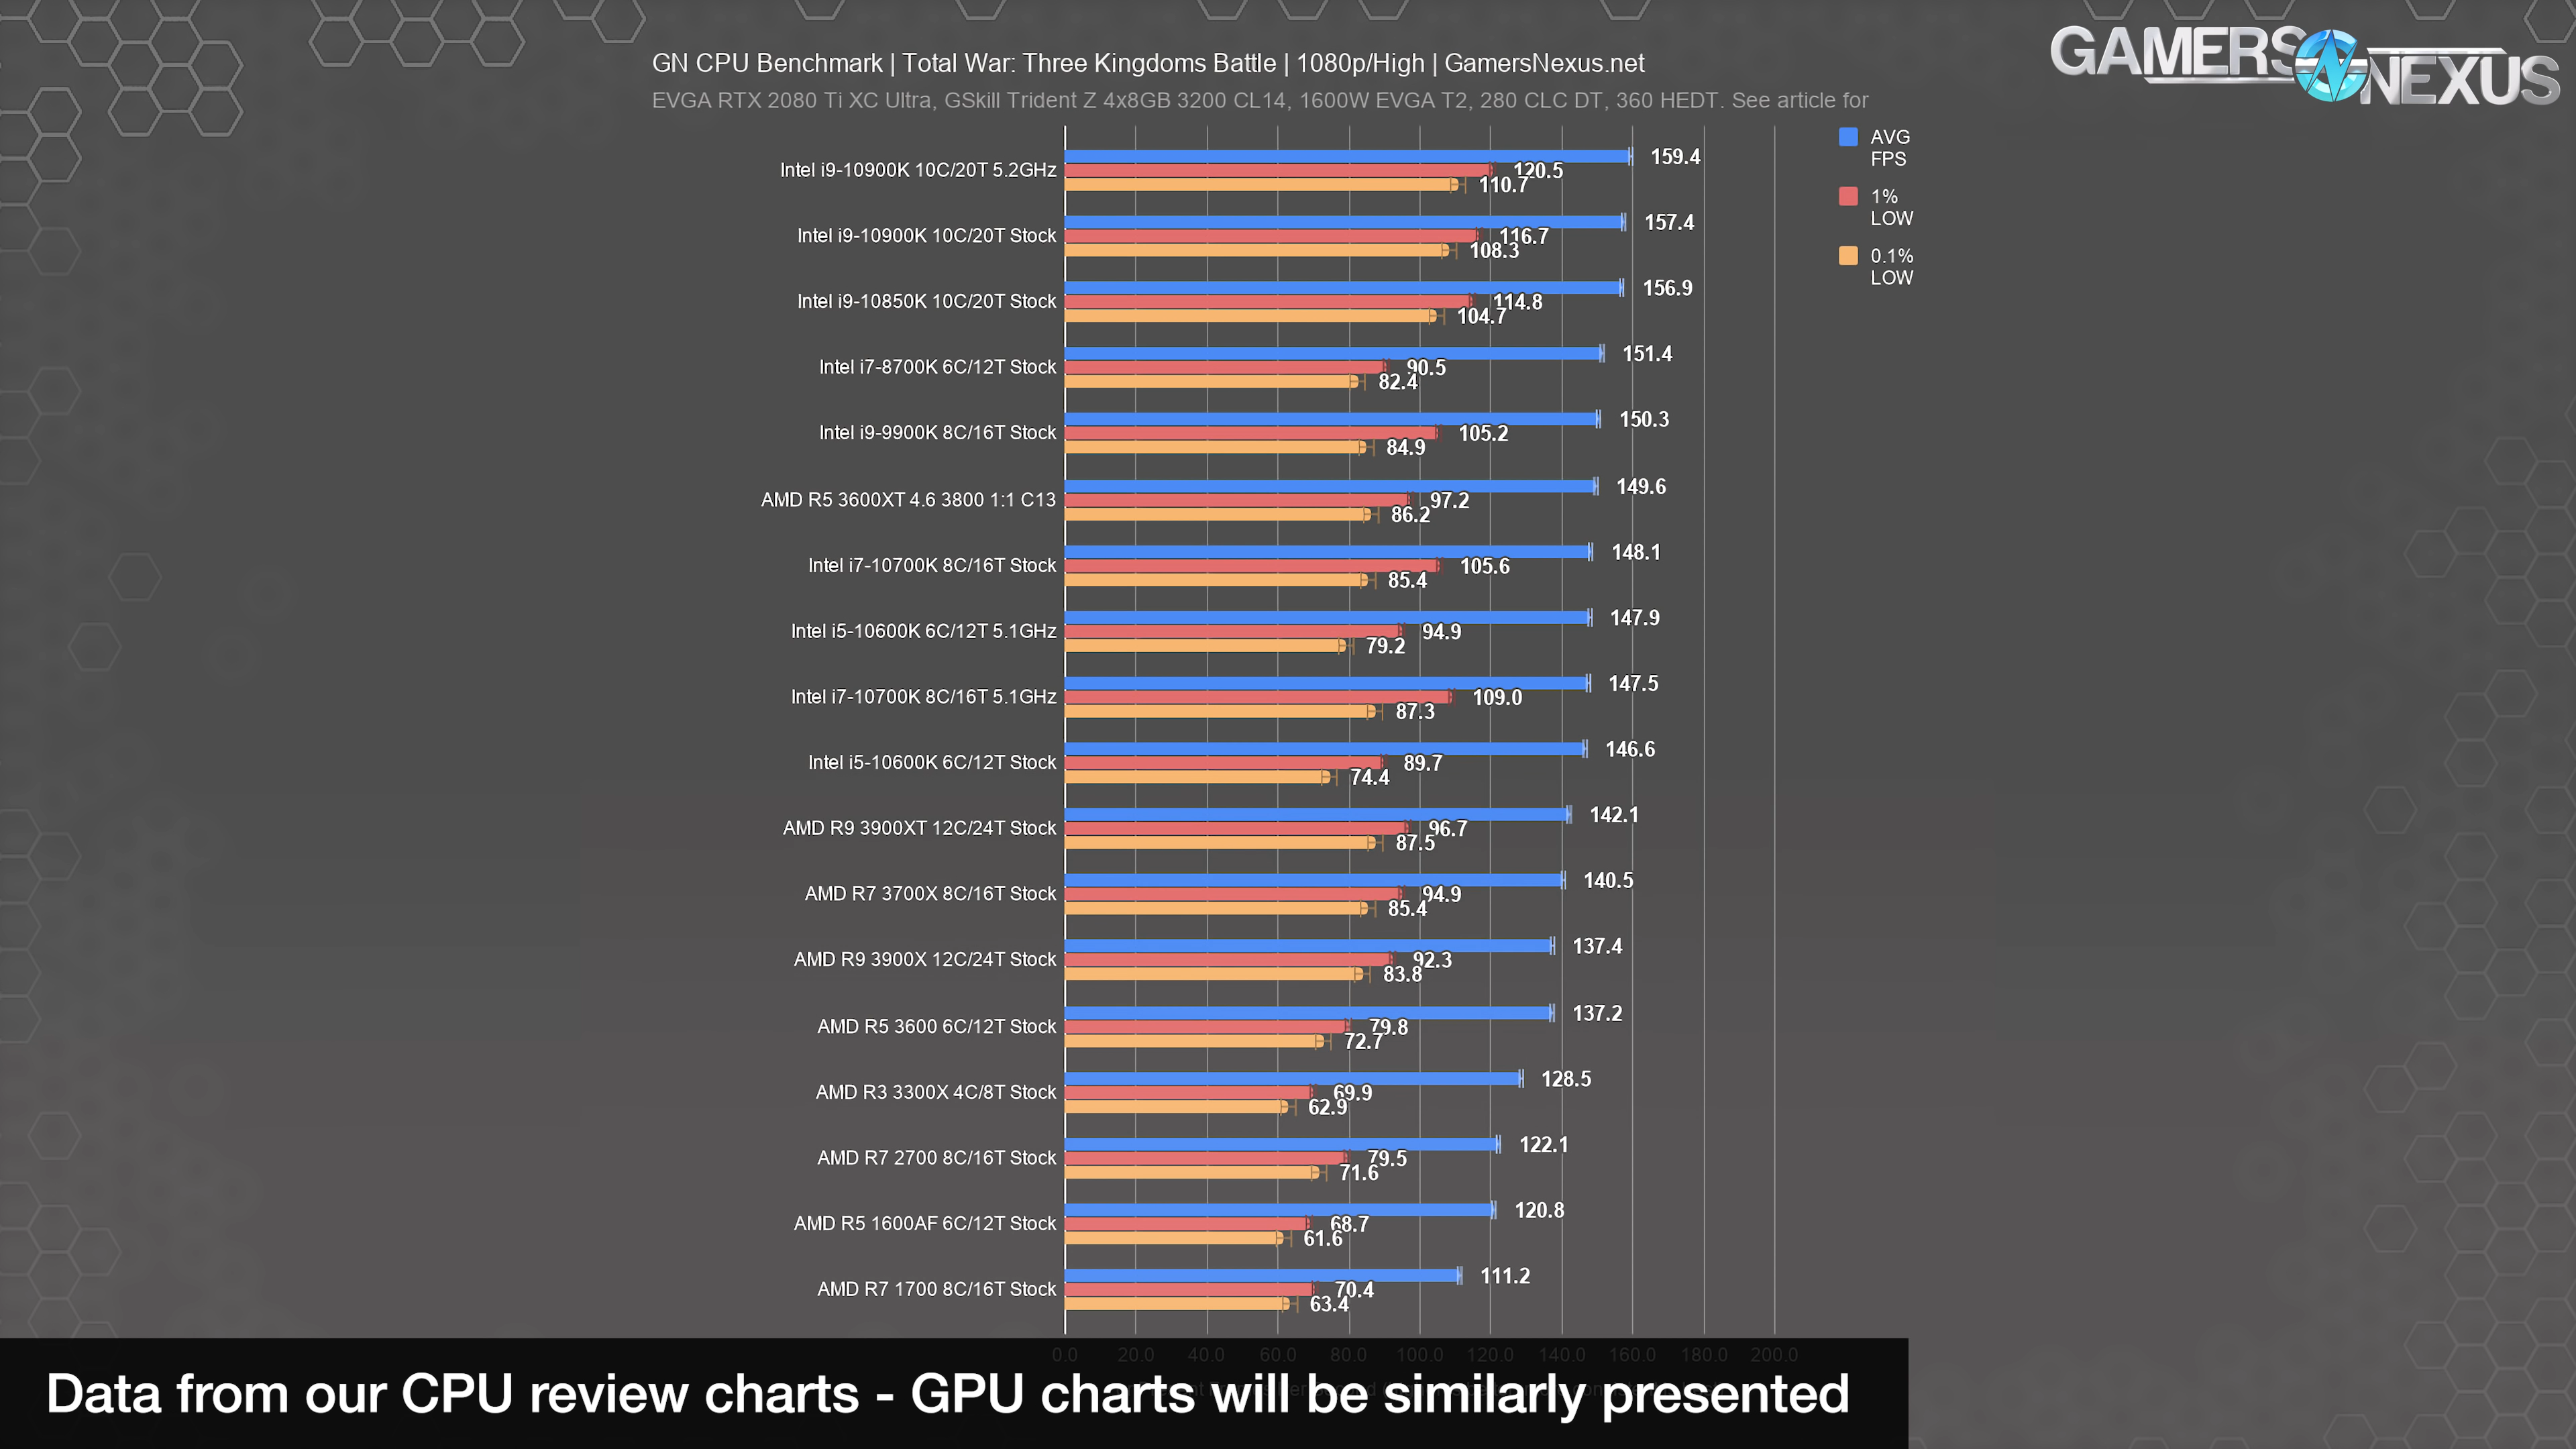 GAMERS NEXUS
GN CPU Benchmark | Total War: Three Kingdoms Battle | 1080p/High | GamersNexus.net
EVGA RTX 2080 Ti XC Ultra, GSkill Trident Z 4x8GB 3200 CL14, 1600W EVGA T2, 280 CLC DT, 360 HEDT. See article for
AVG
FPS
1%
LOW
0.1%
LOW
Intel i9-10900K 10C/20T 5.2GHz
159.4
120.5
110.7
Intel i9-10900K 10C/20T Stock
157.4
116.7
108.3
Intel i9-10850K 10C/20T Stock
156.9
114.8
104.7
Intel i7-8700K 6C/12T Stock
151.4
90.5
82.4
Intel i9-9900K 8C/16T Stock
150.3
105.2
84.9
AMD R5 3600XT 4.6 3800 1:1 C13
149.6
97.2
86.2
Intel i7-10700K 8C/16T Stock
148.1
105.6
85.4
Intel i5-10600K 6C/12T 5.1GHz
147.9
94.9
79.2
Intel i7-10700K 8C/16T 5.1GHz
147.5
109.0
87.3
Intel i5-10600K 6C/12T Stock
146.6
89.7
74.4
AMD R9 3900XT 12C/24T Stock
142.1
96.7
87.5
AMD R7 3700X 8C/16T Stock
140.5
94.9
85.4
AMD R9 3900X 12C/24T Stock
137.4
92.3
83.8
AMD R5 3600 6C/12T Stock
137.2
79.8
72.7
AMD R3 3300X 4C/8T Stock
128.5
69.9
62.9
AMD R7 2700 8C/16T Stock
122.1
79.5
71.6
AMD R5 1600AF 6C/12T Stock
120.8
68.7
61.6
AMD R7 1700 8C/16T Stock
111.2
70.4
63.4
0.0 20.0 40.0 60.0 80.0 100.0 120.0 140.0 160.0 180.0 200.0
Data from our CPU review charts - GPU charts will be similarly presented